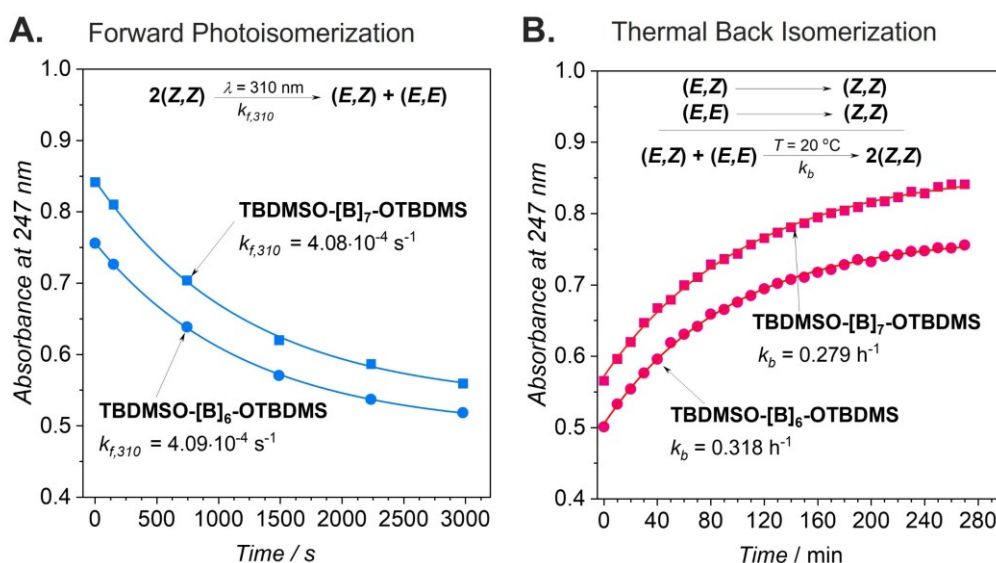 A. Forward Photoisomerization
Absorbance at 247 nm
1.0
0.9
0.8
0.7
0.6
0.5
0.4
2(Z,Z) λ = 310 nm k_f,310 (E,Z) + (E,E)
TBDMSO-[B]₇-OTBDMS
k_f,310 = 4.08·10⁻⁴ s⁻¹
TBDMSO-[B]₆-OTBDMS
k_f,310 = 4.09·10⁻⁴ s⁻¹
0 500 1000 1500 2000 2500 3000
Time / s
B. Thermal Back Isomerization
Absorbance at 247 nm
1.0
0.9
0.8
0.7
0.6
0.5
0.4
(E,Z) (Z,Z)
(E,E) (Z,Z)
(E,Z) + (E,E) T = 20 °C k_b 2(Z,Z)
TBDMSO-[B]₇-OTBDMS
k_b = 0.279 h⁻¹
TBDMSO-[B]₆-OTBDMS
k_b = 0.318 h⁻¹
0 40 80 120 160 200 240 280
Time / min